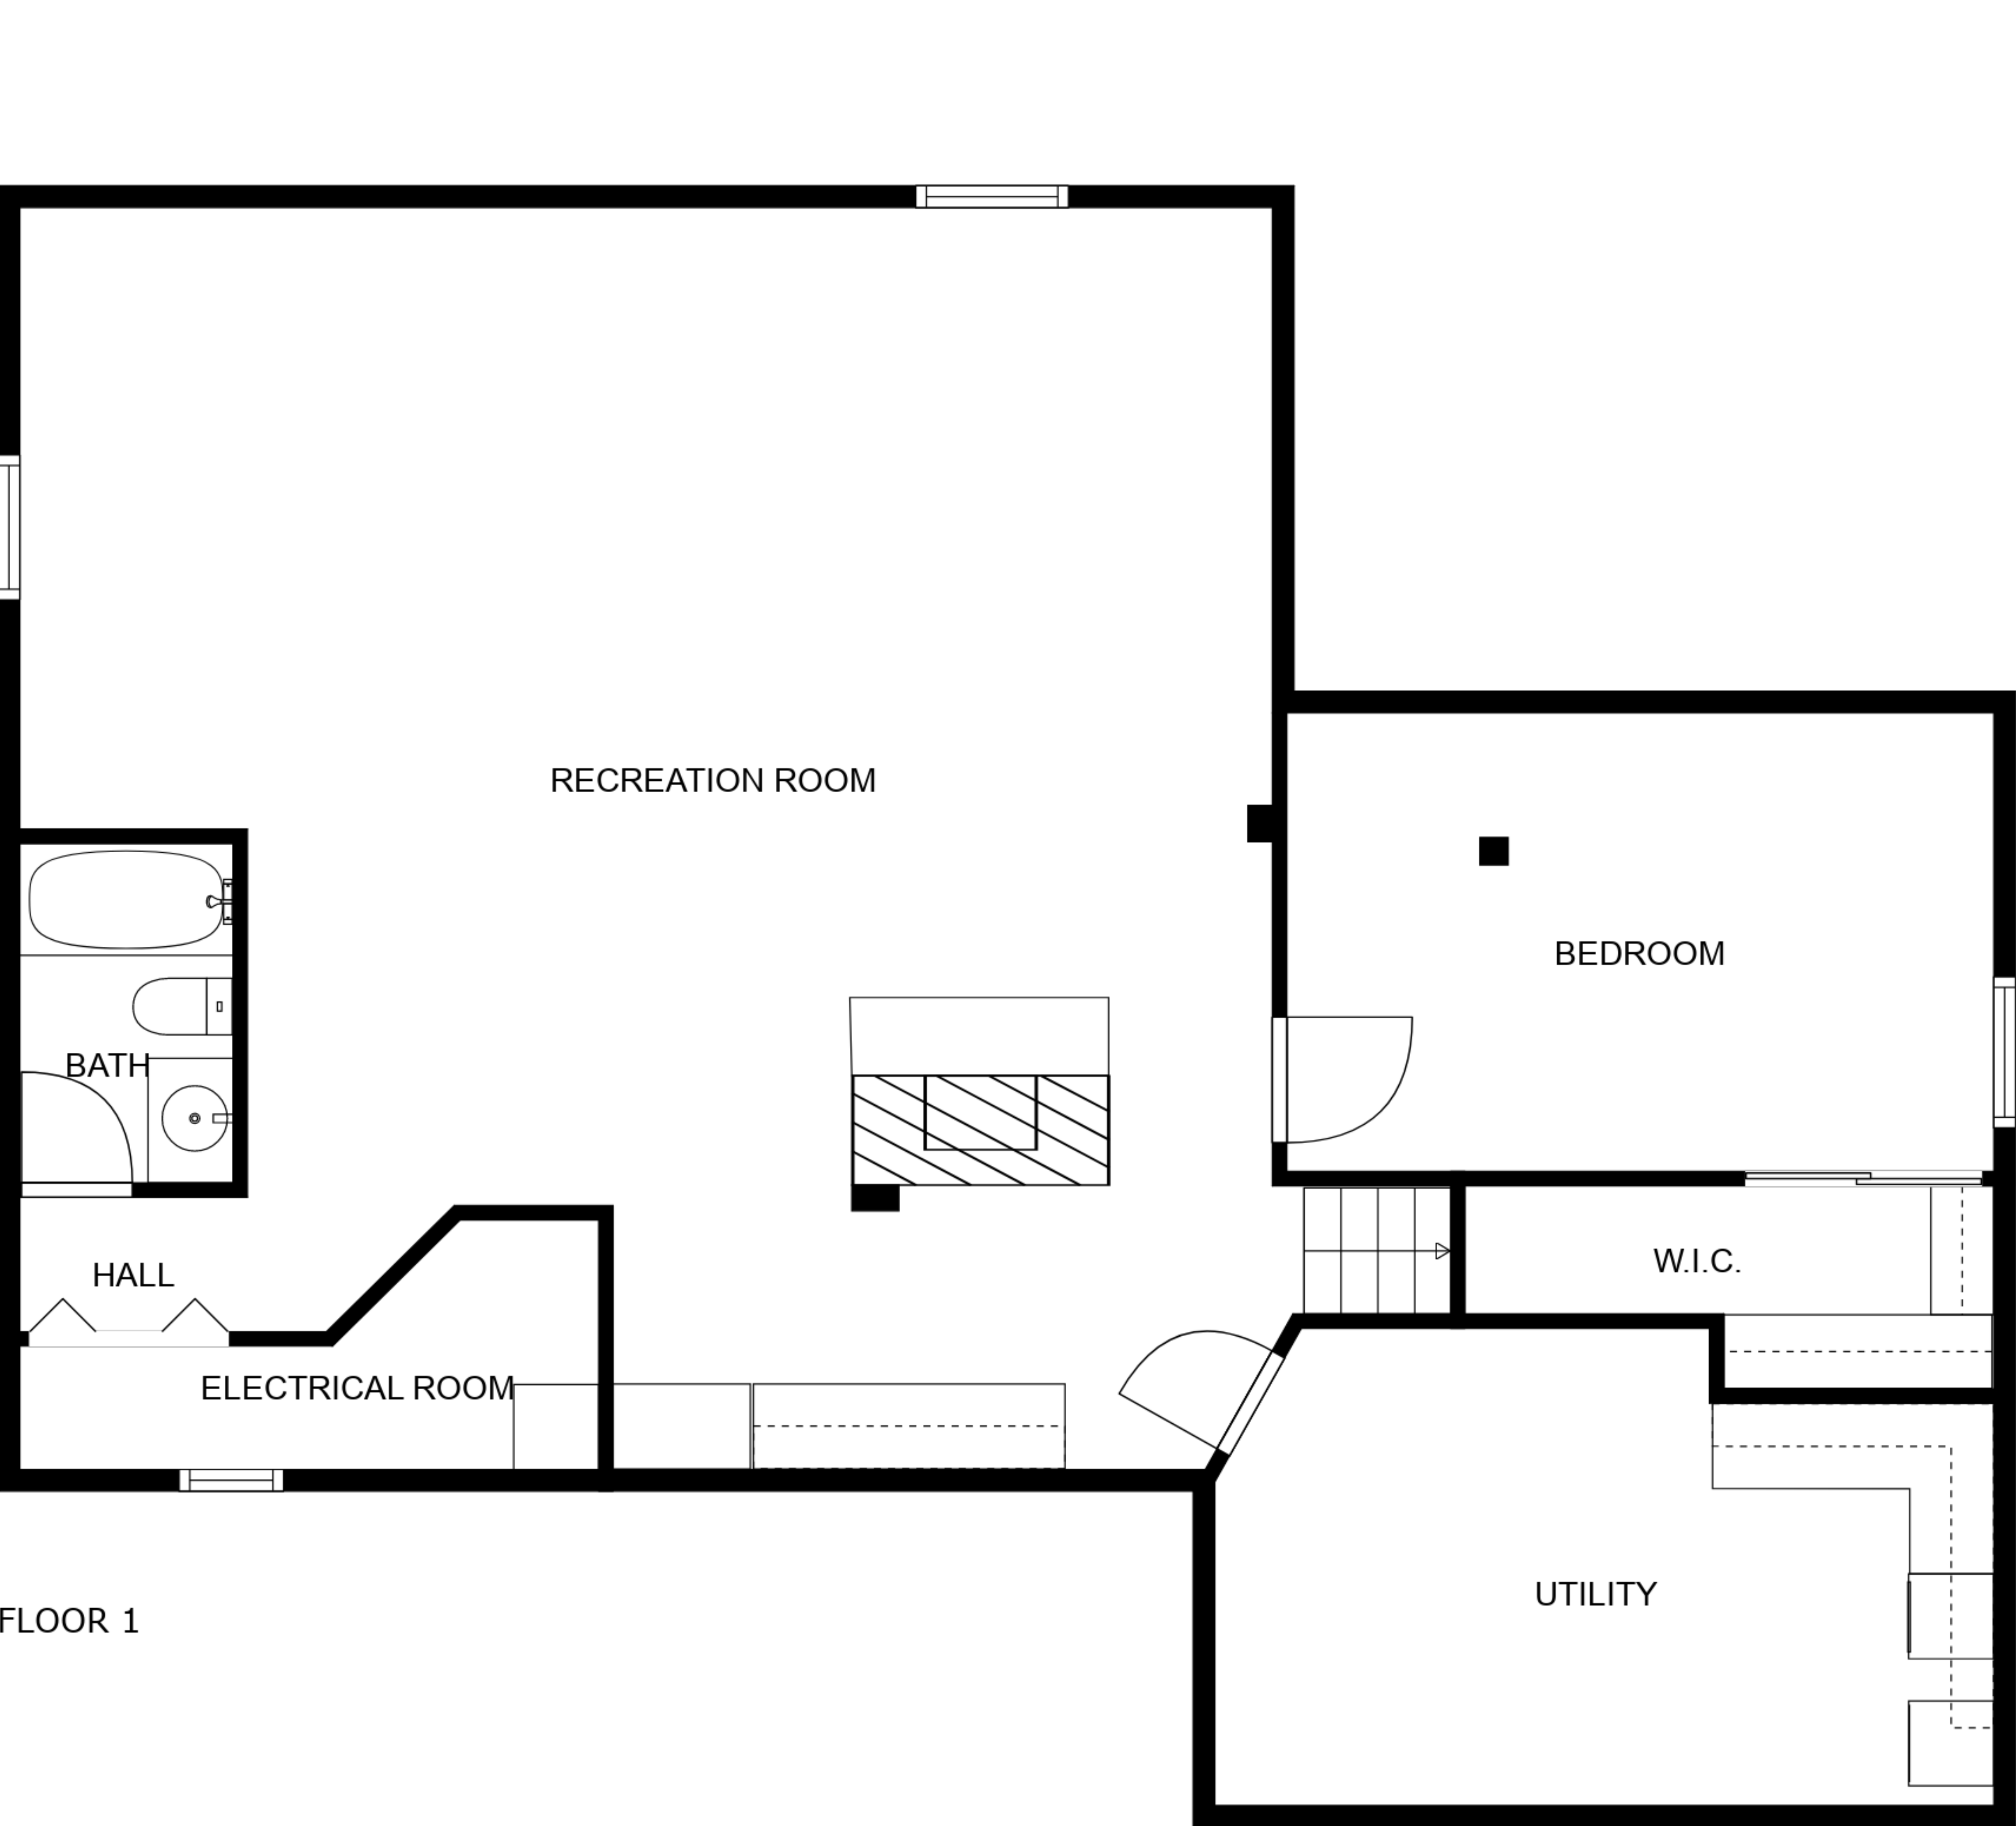 RECREATION ROOM
BEDROOM
BATH
W.I.C.
HALL
ELECTRICAL ROOM
UTILITY
FLOOR 1